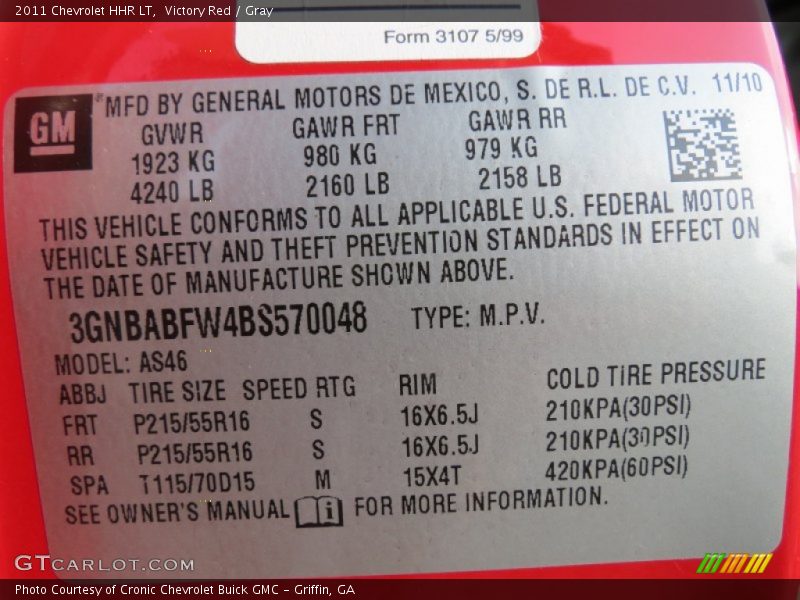 2011 Chevrolet HHR LT,  Victory Red / Gray
Form 3107 5/99
GM
® MFD BY GENERAL MOTORS DE MEXICO, S. DE R.L. DE C.V. 11/10
GVWR GAWR FRT GAWR RR
1923 KG 980 KG 979 KG
4240 LB 2160 LB 2158 LB
THIS VEHICLE CONFORMS TO ALL APPLICABLE U.S. FEDERAL MOTOR
VEHICLE SAFETY AND THEFT PREVENTION STANDARDS IN EFFECT ON
THE DATE OF MANUFACTURE SHOWN ABOVE.
3GNBABFW4BS570048 TYPE: M.P.V.
MODEL: AS46
ABBJ TIRE SIZE SPEED RTG RIM COLD TIRE PRESSURE
FRT P215/55R16 S 16X6.5J 210KPA(30PSI)
RR P215/55R16 S 16X6.5J 210KPA(30PSI)
SPA T115/70D15 M 15X4T 420KPA(60PSI)
SEE OWNER'S MANUAL i FOR MORE INFORMATION.
GTCARLOT.COM
Photo Courtesy of Cronic Chevrolet Buick GMC – Griffin, GA